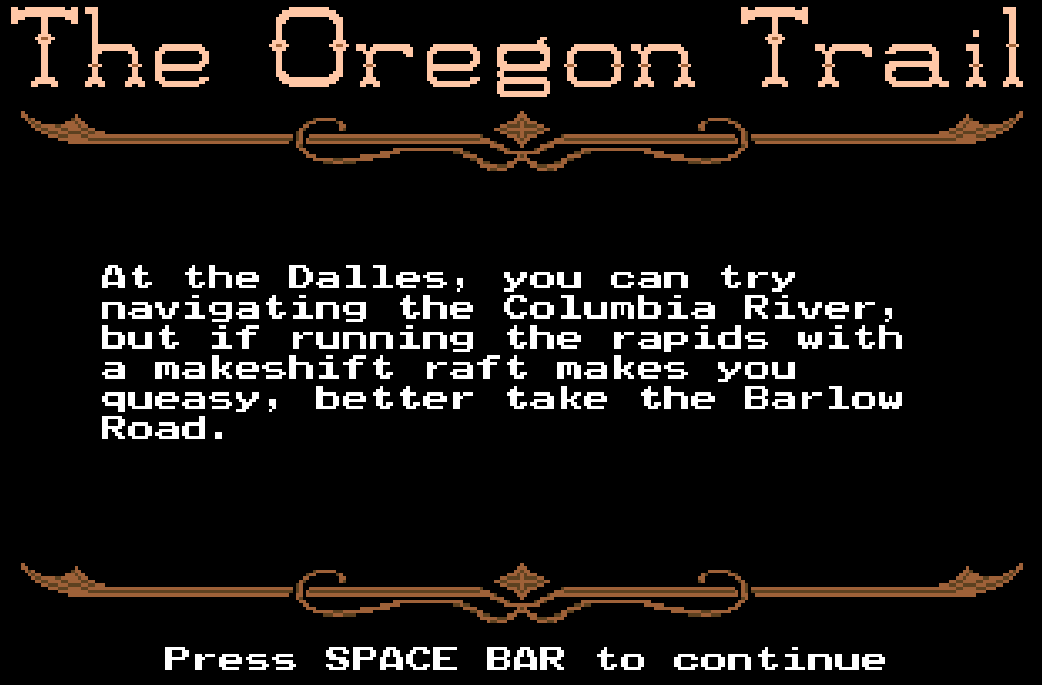 The Oregon Trail
At the Dalles, you can try
navigating the Columbia River,
but if running the rapids with
a makeshift raft makes you
queasy, better take the Barlow
Road.
Press SPACE BAR to continue